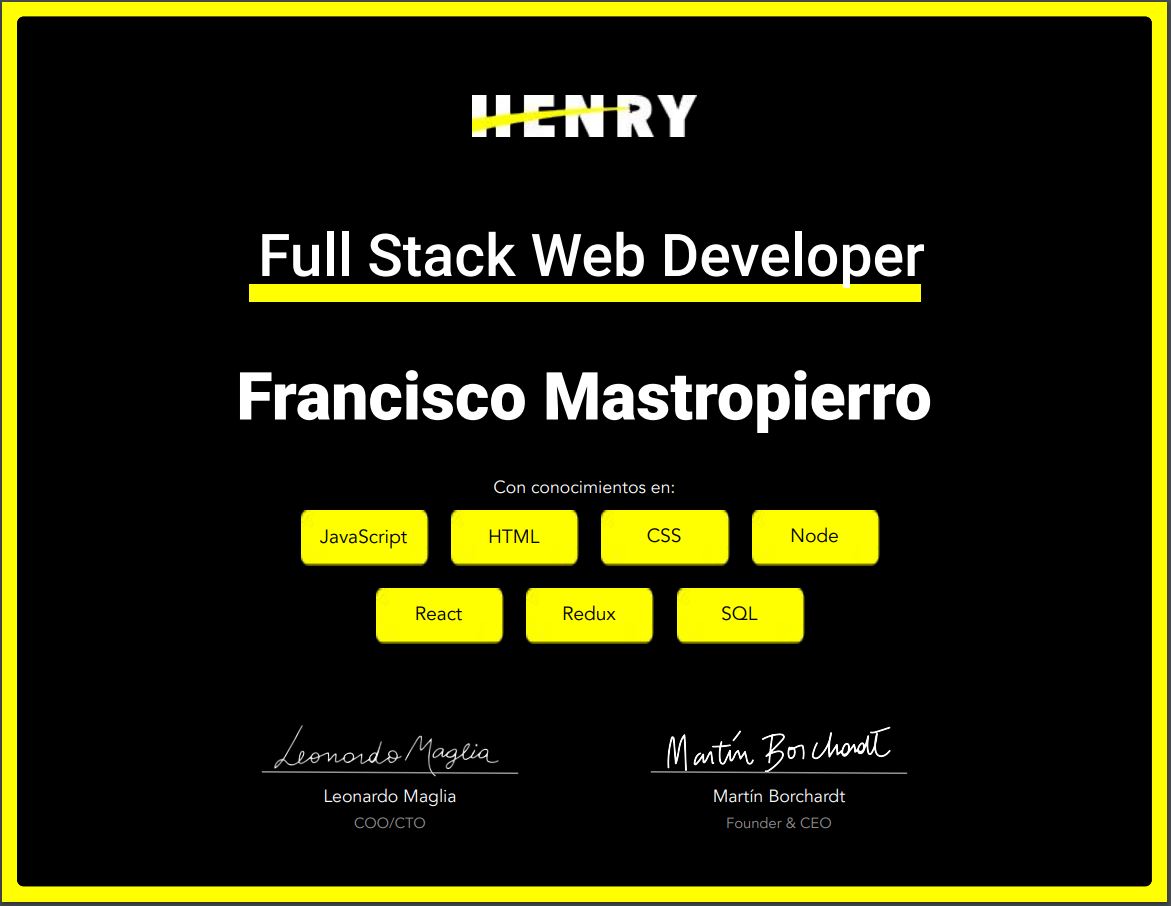 HENRY
Full Stack Web Developer
Francisco Mastropierro
Con conocimientos en:
JavaScript HTML CSS Node
React Redux SQL
Leonardo Maglia Martín Borchardt
Leonardo Maglia Martín Borchardt
COO/CTO Founder & CEO